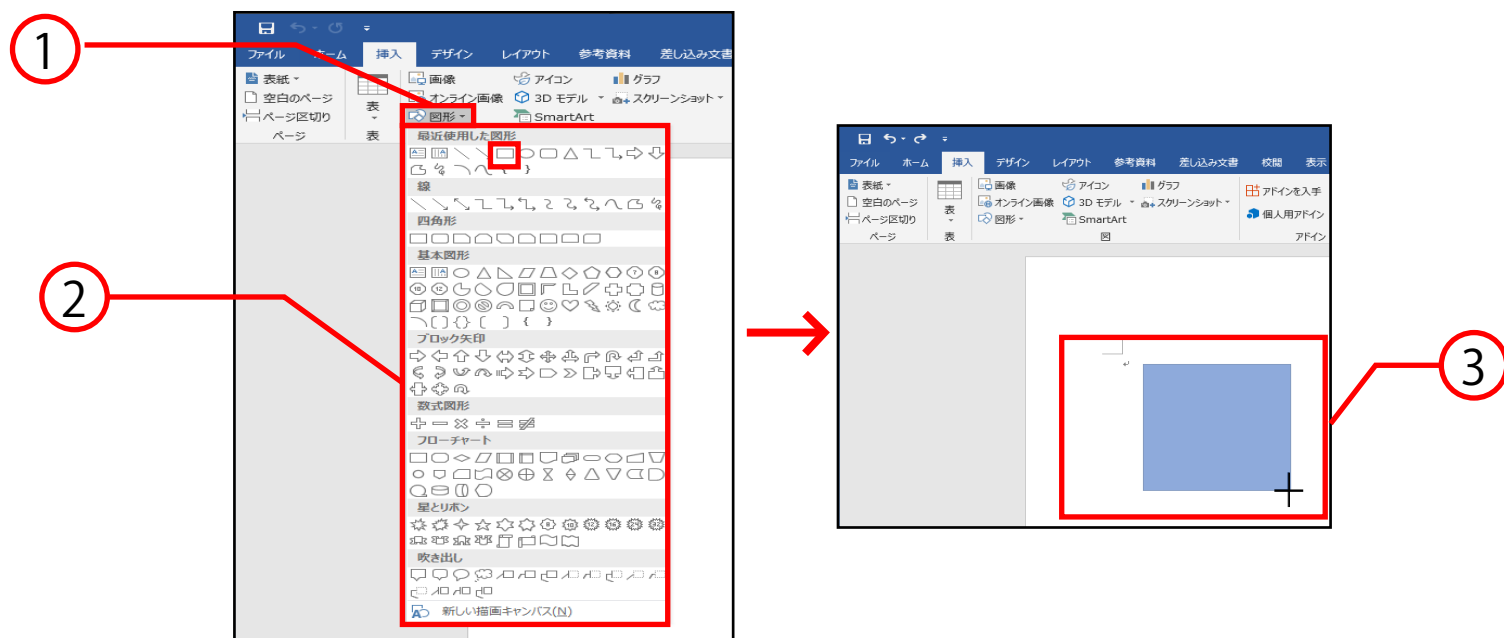 1
ファイル ホーム 挿入 デザイン レイアウト 参考資料 差し込み文書
表紙 画像 アイコン グラフ
空白のページ オンライン画像 3D モデル スクリーンショット
表
ページ区切り 図形 SmartArt
ページ 表
最近使用した図形
線
四角形
基本図形
ブロック矢印
数式図形
フローチャート
星とリボン
吹き出し
新しい描画キャンバス(N)
2
ファイル ホーム 挿入 デザイン レイアウト 参考資料 差し込み文書 校閲 表示
表紙 画像 アイコン グラフ アドインを入手
空白のページ オンライン画像 3D モデル スクリーンショット
表
ページ区切り 図形 SmartArt 個人用アドイン
ページ 表 図 アドイン
3